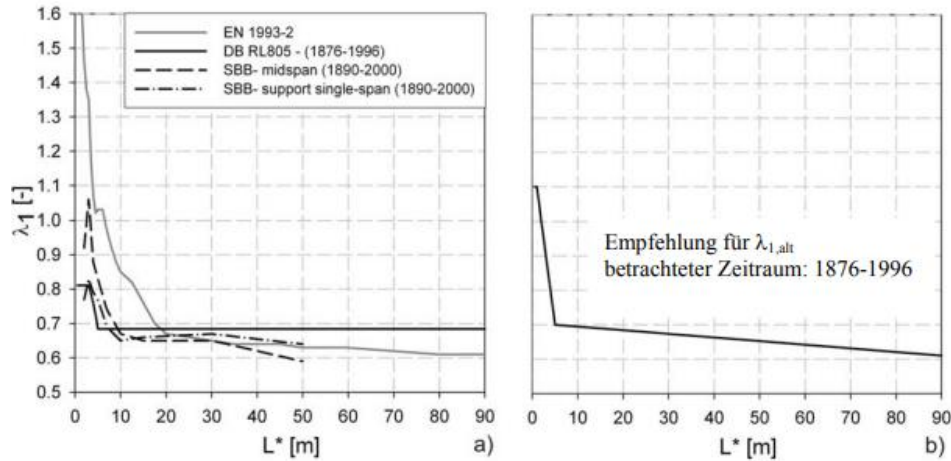 1.6
1.5
1.4
1.3
1.2
1.1
1.0
0.9
0.8
0.7
0.6
0.5
λ1 [-]
EN 1993-2
DB RL805 - (1876-1996)
SBB- midspan (1890-2000)
SBB- support single-span (1890-2000)
0 10 20 30 40 50 60 70 80 90
L* [m]
a)
Empfehlung für λ1,alt
betrachteter Zeitraum: 1876-1996
0 10 20 30 40 50 60 70 80 90
L* [m]
b)